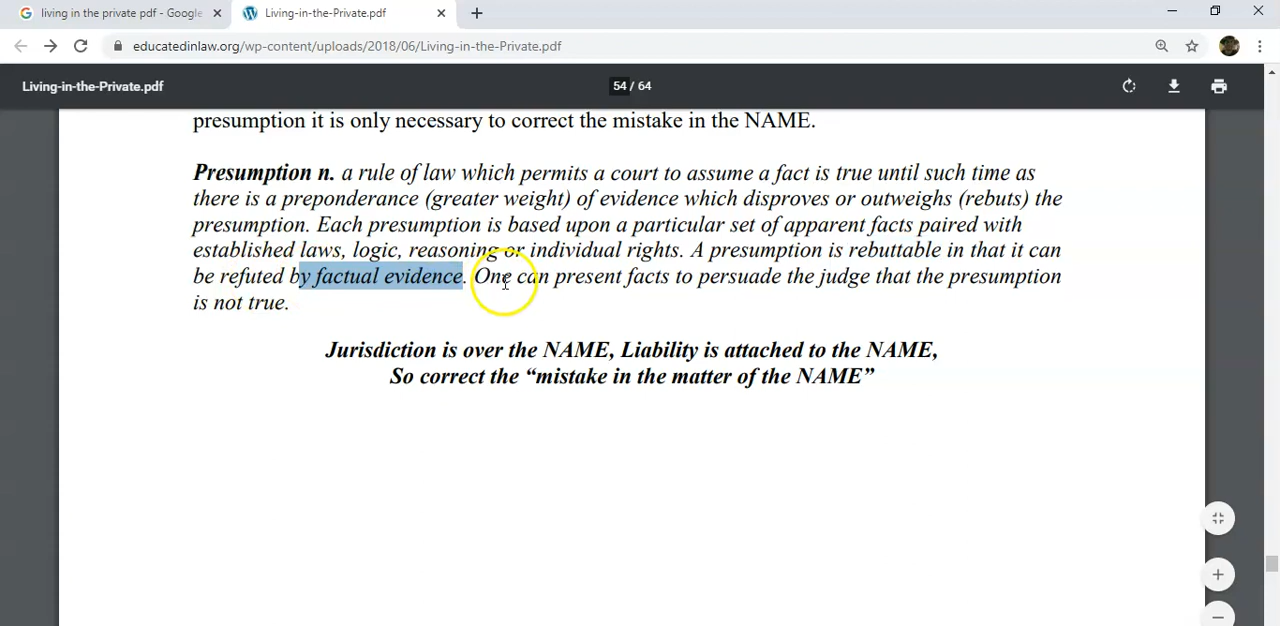 living in the private pdf - Google
Living-in-the-Private.pdf
educatedinlaw.org/wp-content/uploads/2018/06/Living-in-the-Private.pdf
Living-in-the-Private.pdf
54 / 64
presumption it is only necessary to correct the mistake in the NAME.
Presumption n. a rule of law which permits a court to assume a fact is true until such time as
there is a preponderance (greater weight) of evidence which disproves or outweighs (rebuts) the
presumption. Each presumption is based upon a particular set of apparent facts paired with
established laws, logic, reasoning or individual rights. A presumption is rebuttable in that it can
be refuted by factual evidence. One can present facts to persuade the judge that the presumption
is not true.
Jurisdiction is over the NAME, Liability is attached to the NAME,
So correct the “mistake in the matter of the NAME”